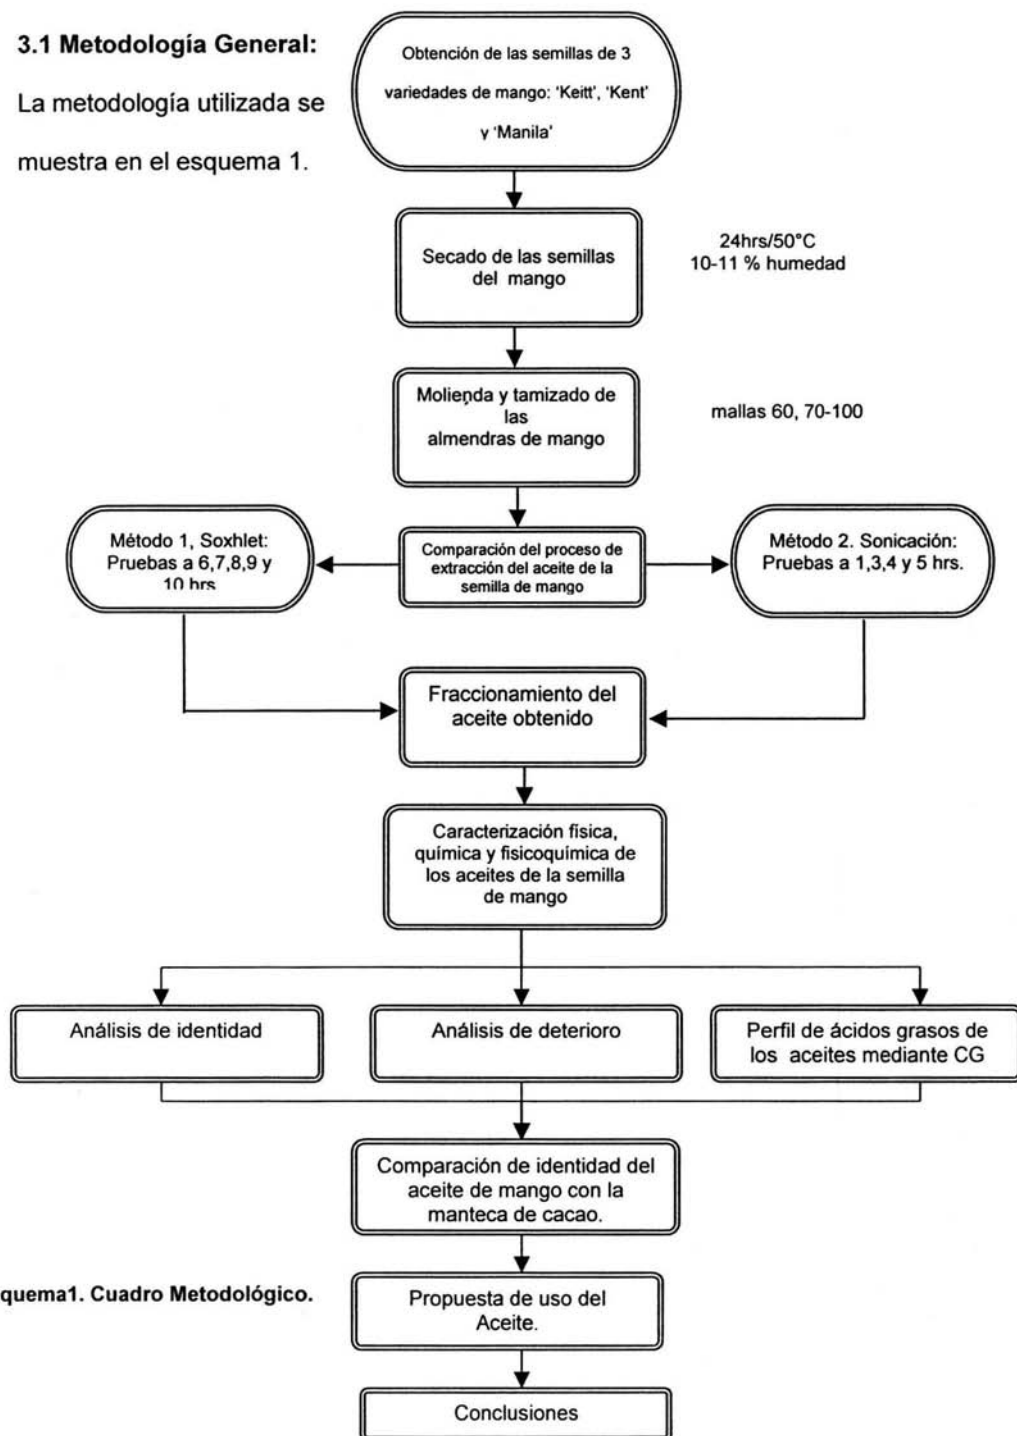 3.1 Metodología General:
La metodología utilizada se
muestra en el esquema 1.
Obtención de las semillas de 3
variedades de mango: 'Keitt', 'Kent'
y 'Manila'
Secado de las semillas
del mango
24hrs/50°C
10-11 % humedad
Molienda y tamizado de
las
almendras de mango
mallas 60, 70-100
Método 1, Soxhlet:
Pruebas a 6,7,8,9 y
10 hrs.
Comparación del proceso de
extracción del aceite de la
semilla de mango
Método 2. Sonicación:
Pruebas a 1,3,4 y 5 hrs.
Fraccionamiento del
aceite obtenido
Caracterización física,
química y fisicoquímica de
los aceites de la semilla
de mango
Análisis de identidad
Análisis de deterioro
Perfil de ácidos grasos de
los aceites mediante CG
Comparación de identidad del
aceite de mango con la
manteca de cacao.
quema1. Cuadro Metodológico.
Propuesta de uso del
Aceite.
Conclusiones